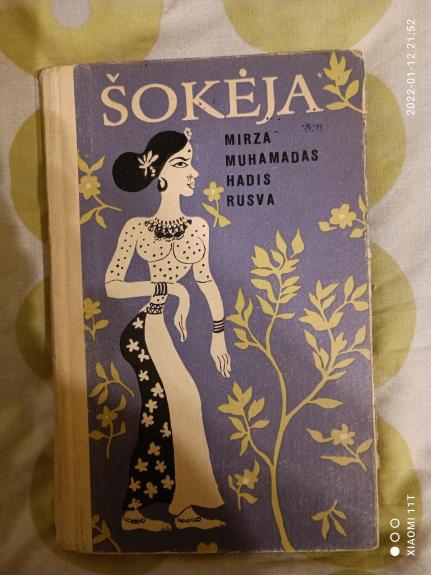 ŠOKĖJA
MIRZA
MUHAMADAS
HADIS
RUSVA
2022-01-12 21:52
XIAOMI 11T